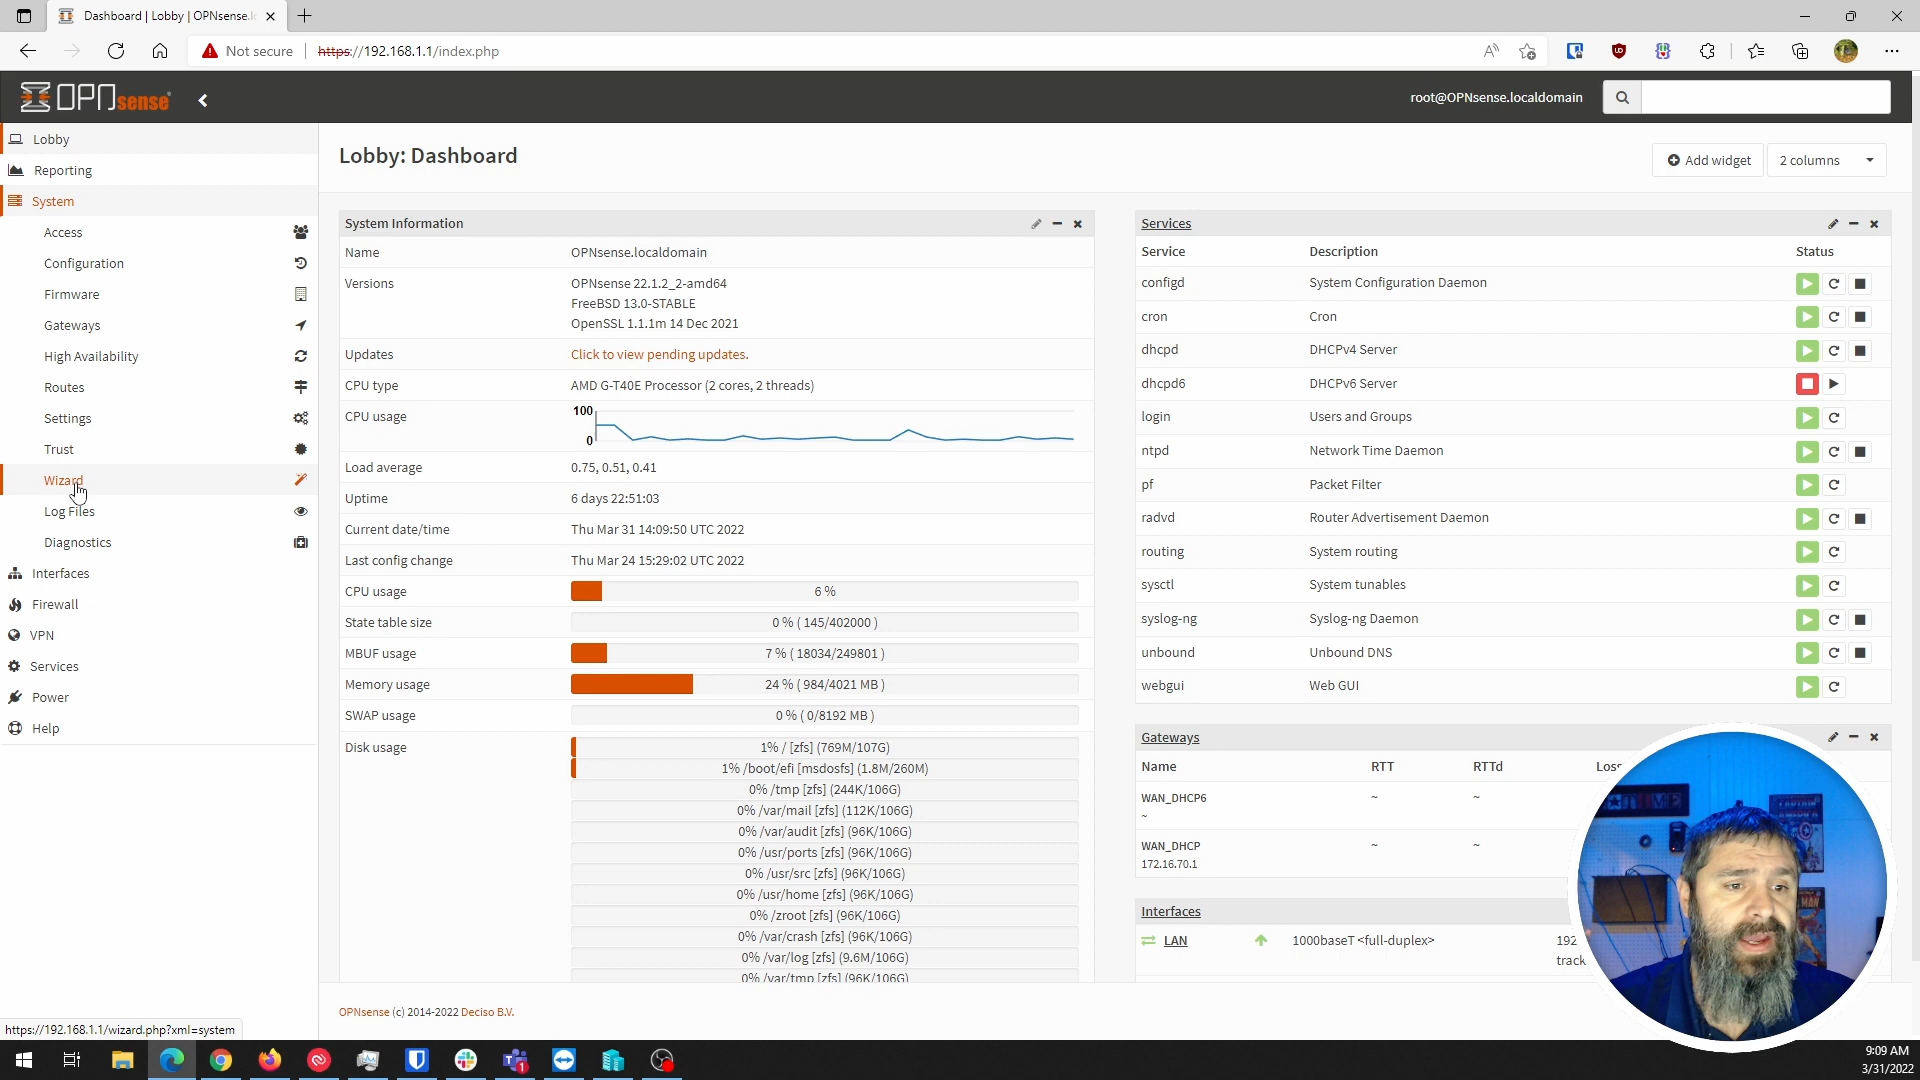 Dashboard | Lobby | OPNsense.l
Not secure
https://192.168.1.1/index.php
OPNsense
root@OPNsense.localdomain
Lobby
Reporting
System
Access
Configuration
Firmware
Gateways
High Availability
Routes
Settings
Trust
Wizard
Log Files
Diagnostics
Interfaces
Firewall
VPN
Services
Power
Help
Lobby: Dashboard
Add widget
2 columns
System Information
Name OPNsense.localdomain
Versions OPNsense 22.1.2_2-amd64
FreeBSD 13.0-STABLE
OpenSSL 1.1.1m 14 Dec 2021
Updates Click to view pending updates.
CPU type AMD G-T40E Processor (2 cores, 2 threads)
CPU usage 100
0
Load average 0.75, 0.51, 0.41
Uptime 6 days 22:51:03
Current date/time Thu Mar 31 14:09:50 UTC 2022
Last config change Thu Mar 24 15:29:02 UTC 2022
CPU usage 6 %
State table size 0 % ( 145/402000 )
MBUF usage 7 % ( 18034/249801 )
Memory usage 24 % ( 984/4021 MB )
SWAP usage 0 % ( 0/8192 MB )
Disk usage 1% / [zfs] (769M/107G)
1% /boot/efi [msdosfs] (1.8M/260M)
0% /tmp [zfs] (244K/106G)
0% /var/mail [zfs] (112K/106G)
0% /var/audit [zfs] (96K/106G)
0% /usr/ports [zfs] (96K/106G)
0% /usr/src [zfs] (96K/106G)
0% /usr/home [zfs] (96K/106G)
0% /zroot [zfs] (96K/106G)
0% /var/crash [zfs] (96K/106G)
0% /var/log [zfs] (9.6M/106G)
0% /var/tmp [zfs] (96K/106G)
Services
Service Description Status
configd System Configuration Daemon
cron Cron
dhcpd DHCPv4 Server
dhcpd6 DHCPv6 Server
login Users and Groups
ntpd Network Time Daemon
pf Packet Filter
radvd Router Advertisement Daemon
routing System routing
sysctl System tunables
syslog-ng Syslog-ng Daemon
unbound Unbound DNS
webgui Web GUI
Gateways
Name RTT RTTd Loss
WAN_DHCP6 ~ ~
~
WAN_DHCP ~ ~
172.16.70.1
Interfaces
LAN 1000baseT <full-duplex> 192
track
OPNsense (c) 2014-2022 Deciso B.V.
https://192.168.1.1/wizard.php?xml=system
9:09 AM
3/31/2022